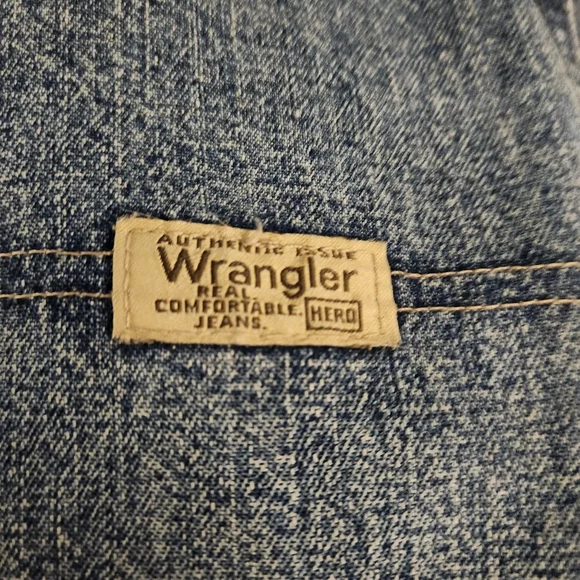 AUTHENTIC ISSUE
Wrangler
REAL.
COMFORTABLE. HERO
JEANS.